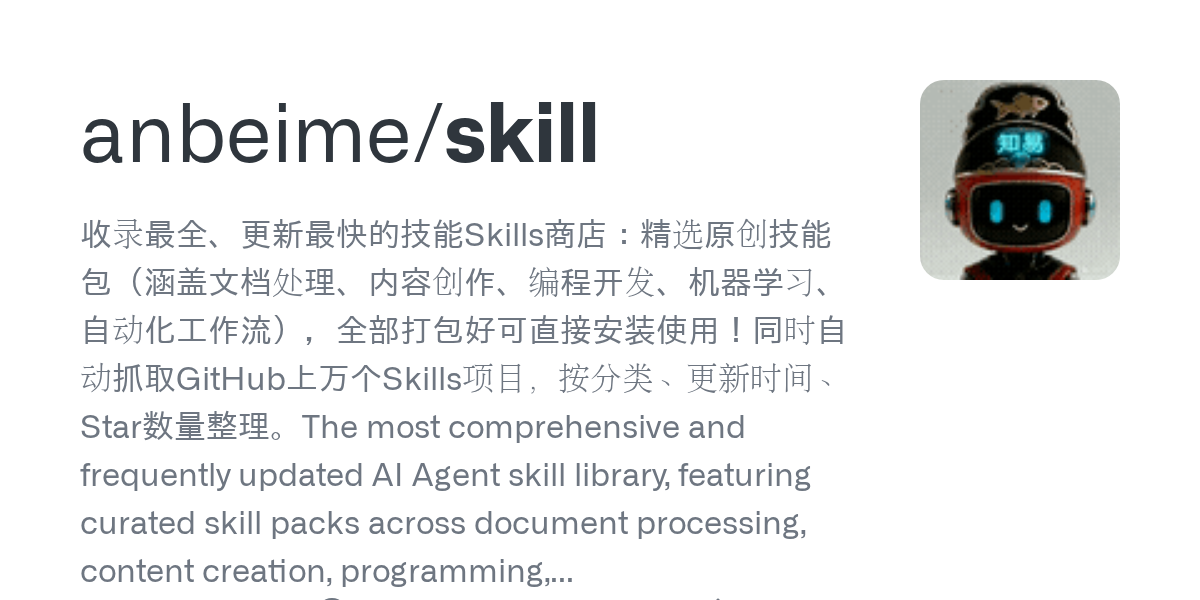 anbeime/skill
知易
收录最全、更新最快的技能Skills商店：精选原创技能
包（涵盖文档处理、内容创作、编程开发、机器学习、
自动化工作流），全部打包好可直接安装使用！同时自
动抓取GitHub上万个Skills项目，按分类、更新时间、
Star数量整理。The most comprehensive and
frequently updated AI Agent skill library, featuring
curated skill packs across document processing,
content creation, programming,...